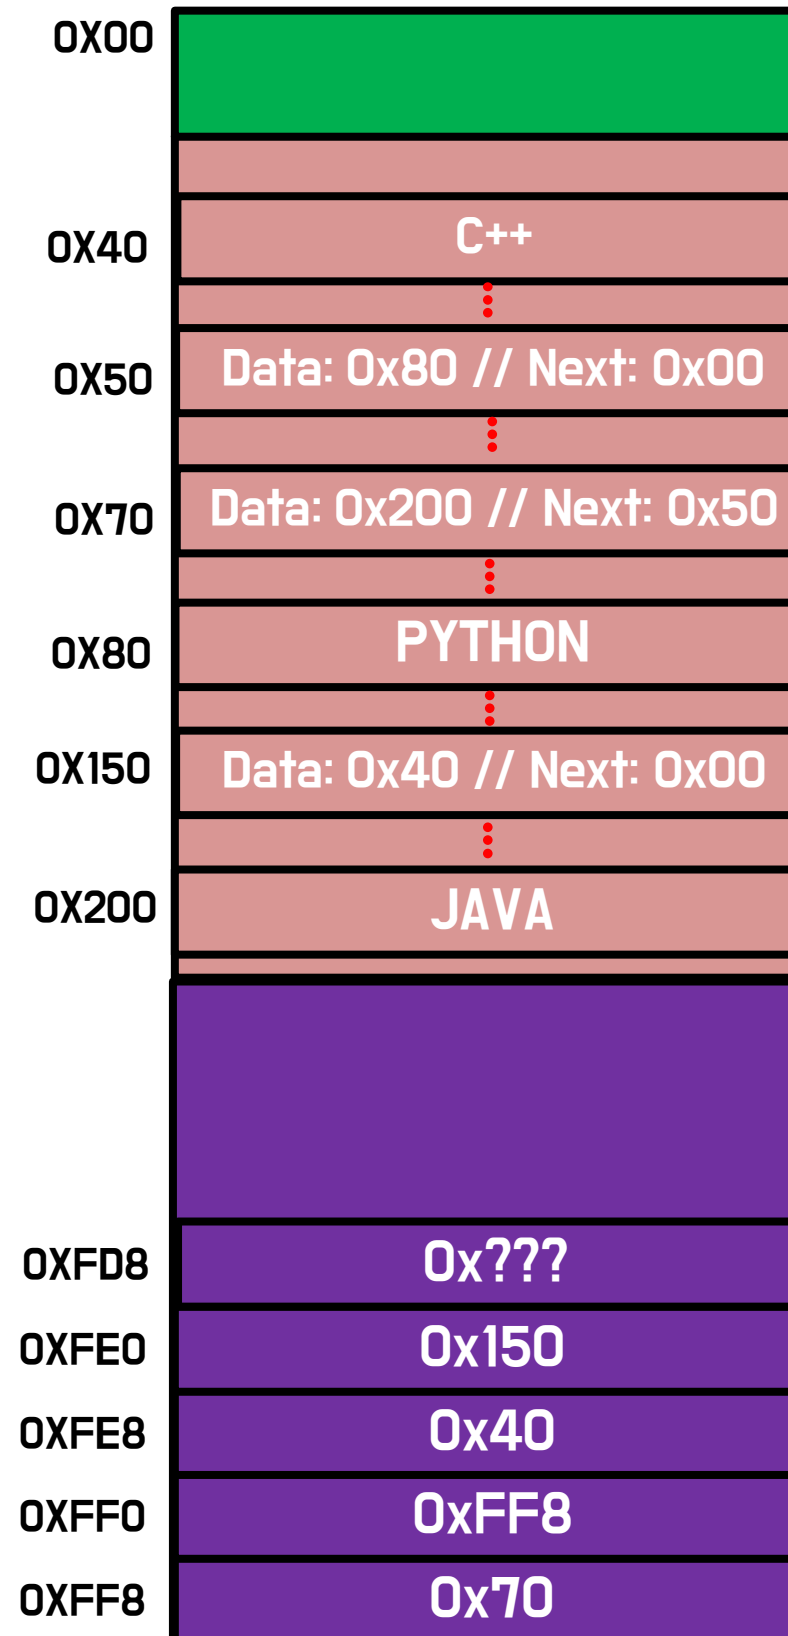 0X00
0X40 C++
0X50 Data: 0x80 // Next: 0x00
0X70 Data: 0x200 // Next: 0x50
0X80 PYTHON
0X150 Data: 0x40 // Next: 0x00
0X200 JAVA
0XFD8 0x???
0XFE0 0x150
0XFE8 0x40
0XFF0 0xFF8
0XFF8 0x70